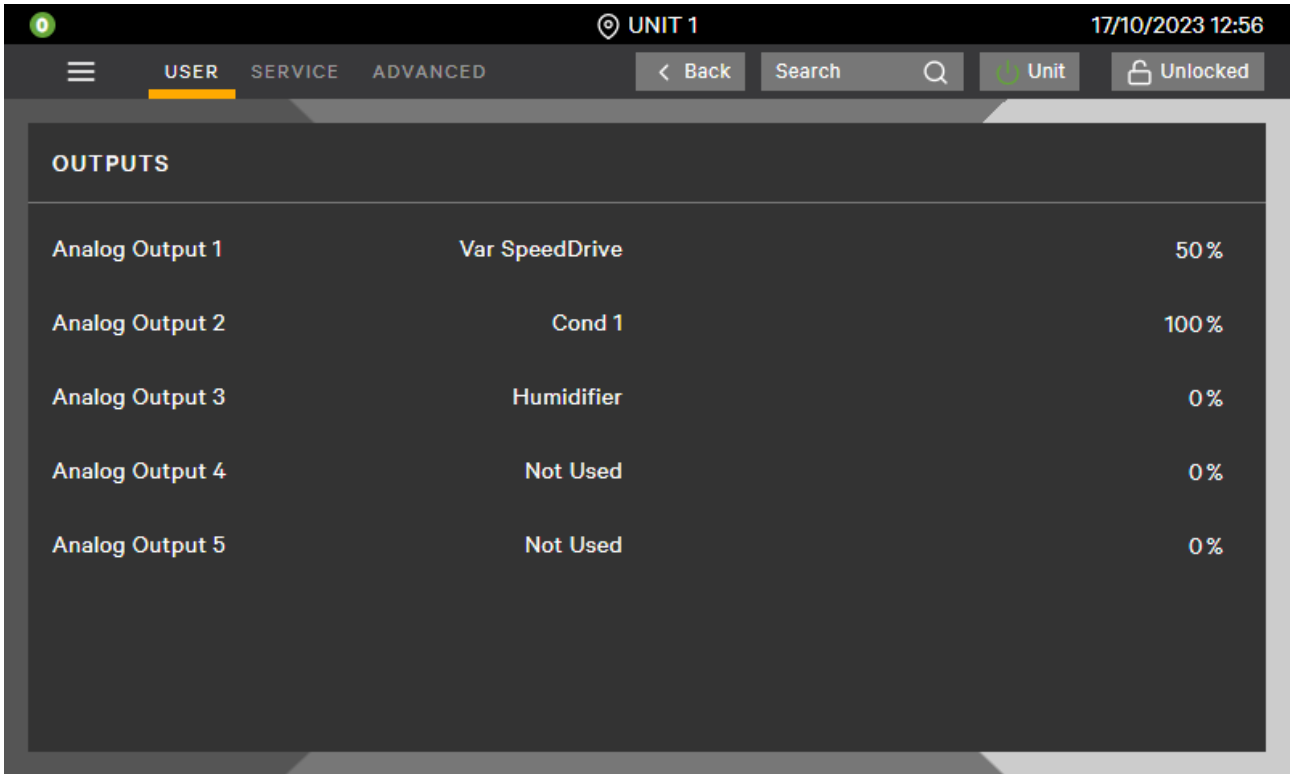 0 UNIT 1 17/10/2023 12:56
USER SERVICE ADVANCED Back Search Unit Unlocked
OUTPUTS
Analog Output 1 Var SpeedDrive 50%
Analog Output 2 Cond 1 100%
Analog Output 3 Humidifier 0%
Analog Output 4 Not Used 0%
Analog Output 5 Not Used 0%